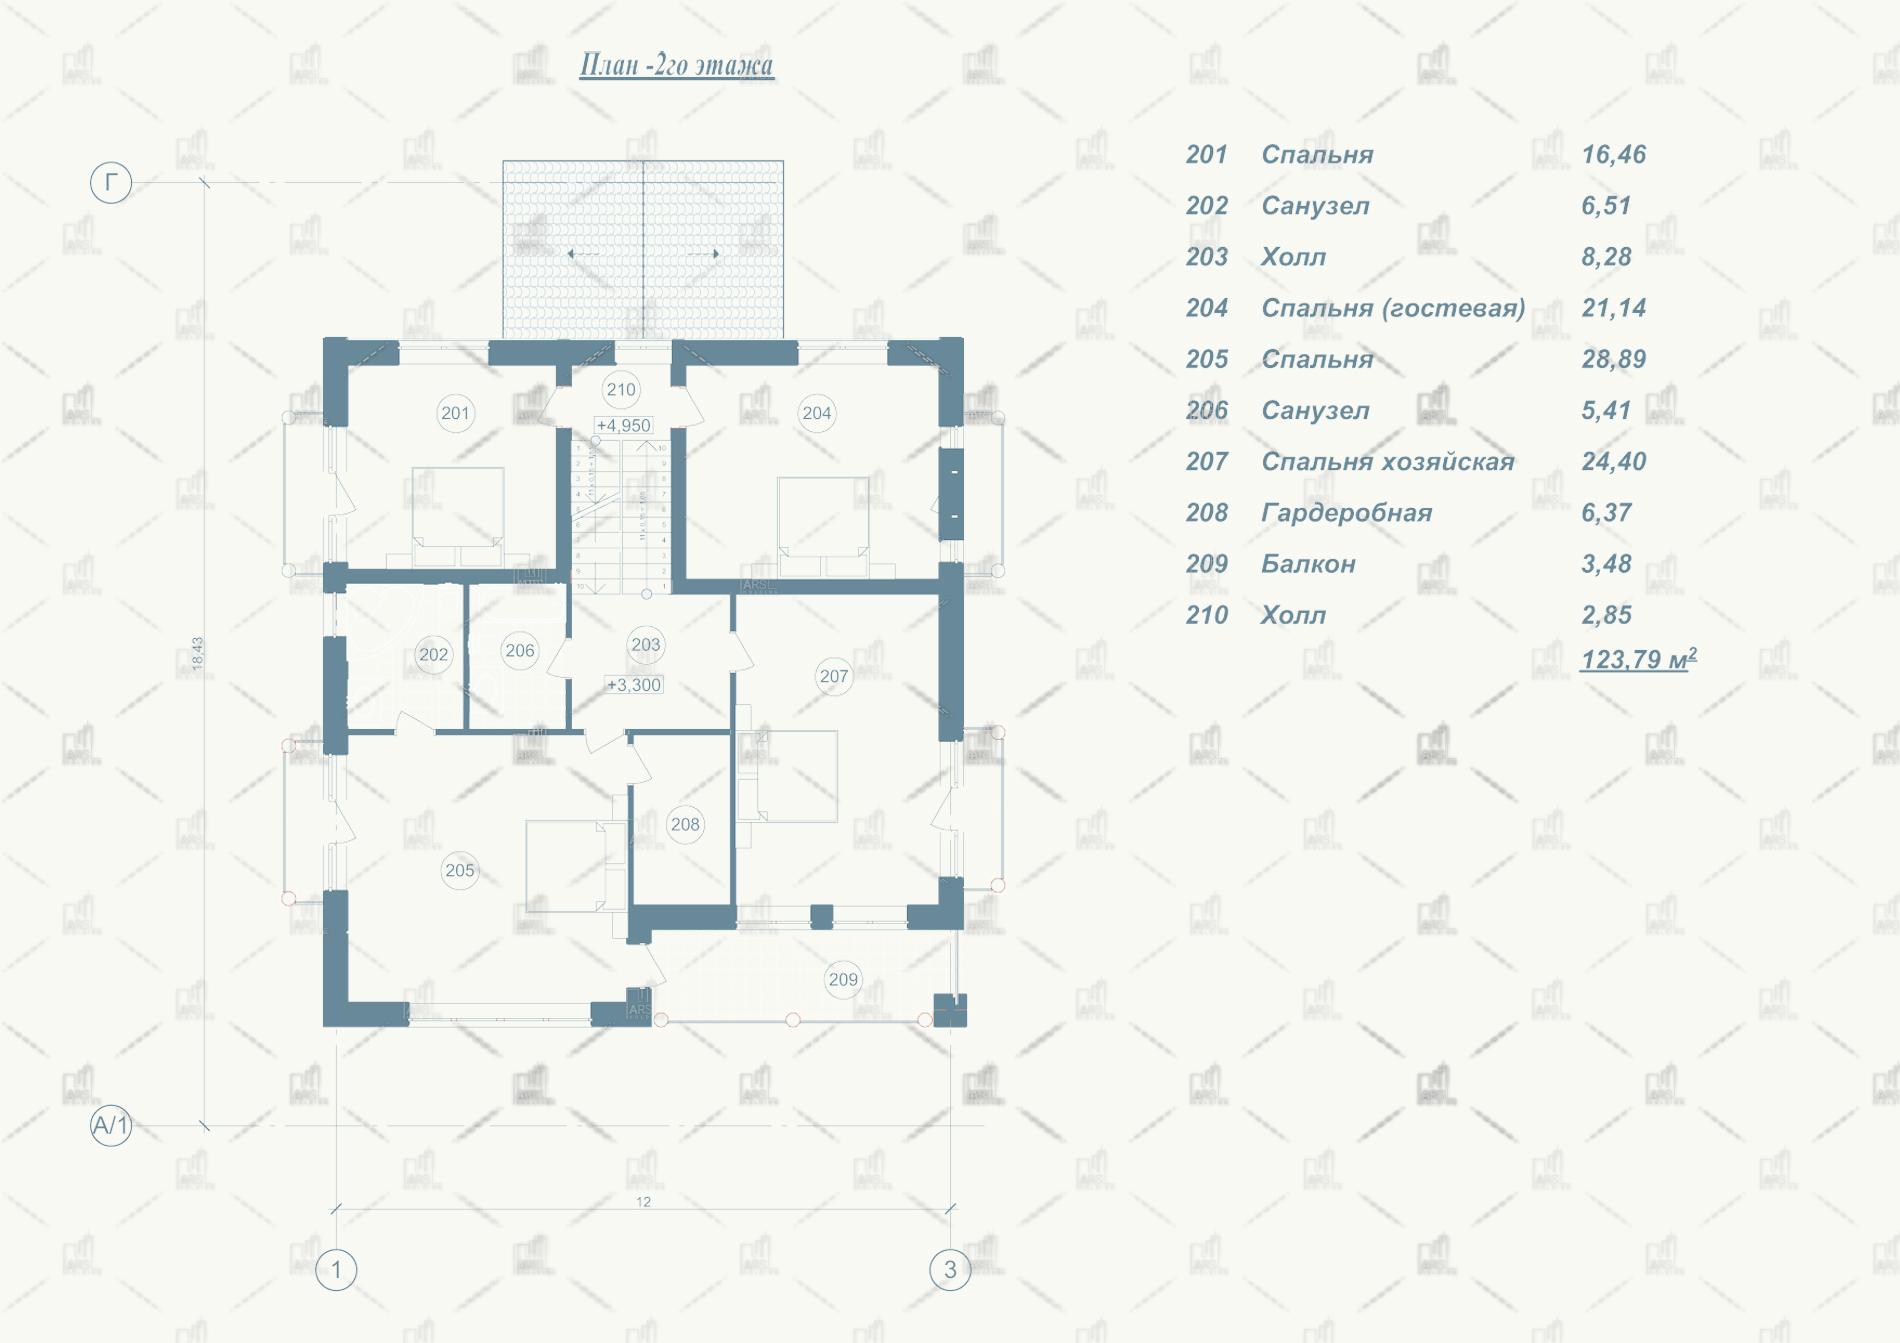 План -2го этажа
201 Спальня 16,46
202 Санузел 6,51
203 Холл 8,28
204 Спальня (гостевая) 21,14
205 Спальня 28,89
206 Санузел 5,41
207 Спальня хозяйская 24,40
208 Гардеробная 6,37
209 Балкон 3,48
210 Холл 2,85
123,79 м²
Г
201
210
+4,950
204
18,43
202
206
203
+3,300
207
208
205
209
А/1
12
1
3
ARS